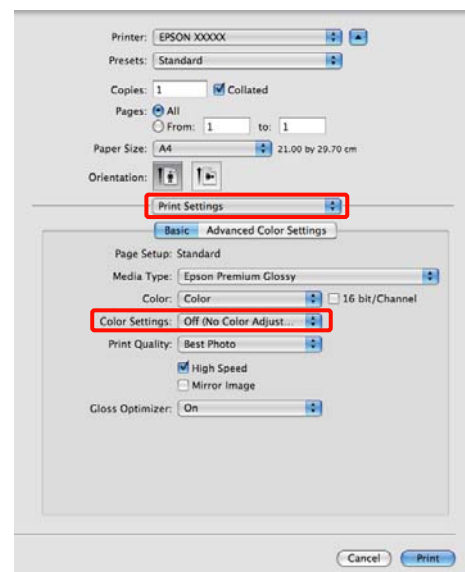 Printer: EPSON XXXXX
Presets: Standard
Copies: 1 Collated
Pages: All
From: 1 to: 1
Paper Size: A4 21.00 by 29.70 cm
Orientation:
Print Settings
Basic Advanced Color Settings
Page Setup: Standard
Media Type: Epson Premium Glossy
Color: Color 16 bit/Channel
Color Settings: Off (No Color Adjust...
Print Quality: Best Photo
High Speed
Mirror Image
Gloss Optimizer: On
Cancel Print